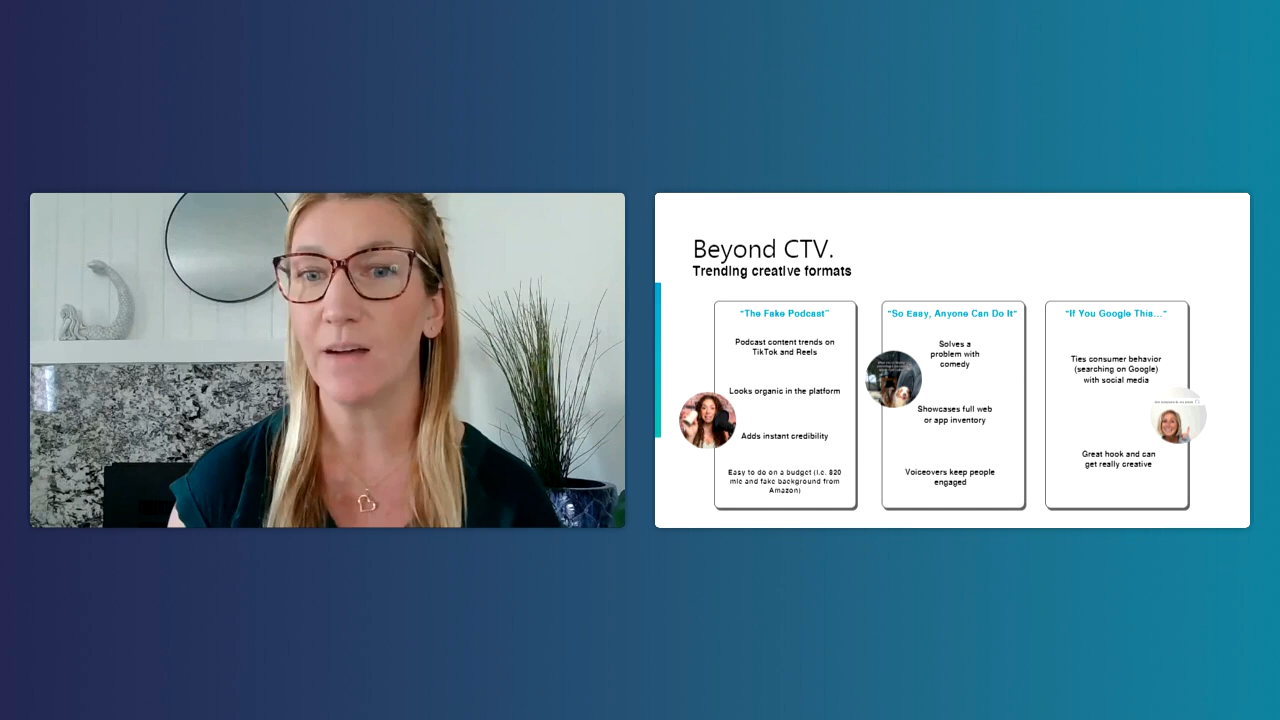 Beyond CTV.
Trending creative formats
"The Fake Podcast"
Podcast content trends on
TikTok and Reels
Looks organic in the platform
Adds instant credibility
Easy to do on a budget (i.e. $20
mic and fake background from
Amazon)
"So Easy, Anyone Can Do It"
Solves a
problem with
comedy
Showcases full web
or app inventory
Voiceovers keep people
engaged
"If You Google This..."
Ties consumer behavior
(searching on Google)
with social media
Great hook and can
get really creative